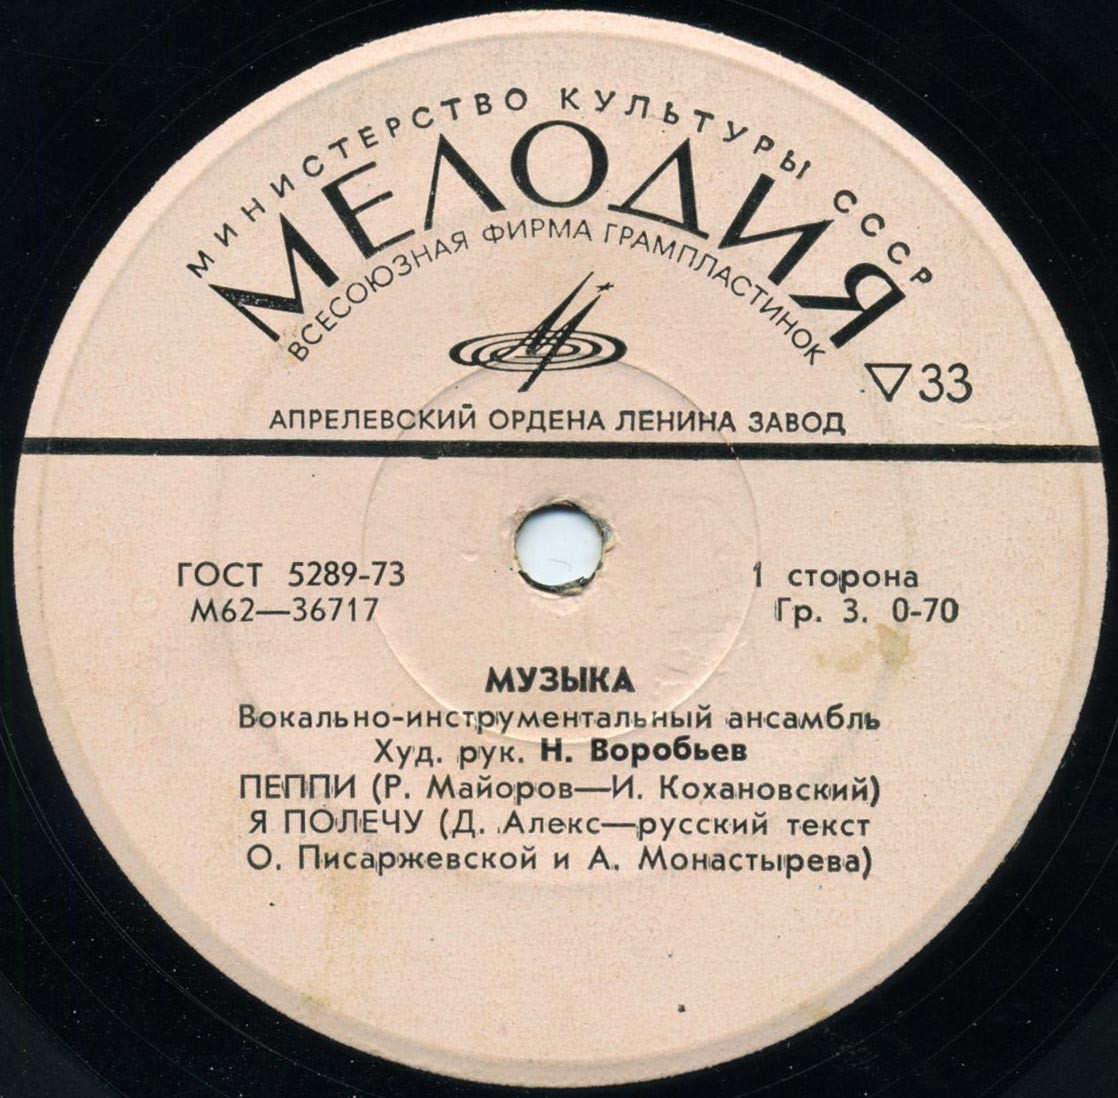 МИНИСТЕРСТВО КУЛЬТУРЫ СССР
МЕЛОДИЯ
ВСЕСОЮЗНАЯ ФИРМА ГРАМПЛАСТИНОК
▽33
АПРЕЛЕВСКИЙ ОРДЕНА ЛЕНИНА ЗАВОД
ГОСТ 5289-73
М62—36717
1 сторона
Гр. 3. 0-70
МУЗЫКА
Вокально-инструментальный ансамбль
Худ. рук. Н. Воробьев
ПЕППИ (Р. Майоров—И. Кохановский)
Я ПОЛЕЧУ (Д. Алекс—русский текст
О. Писаржевской и А. Монастырева)